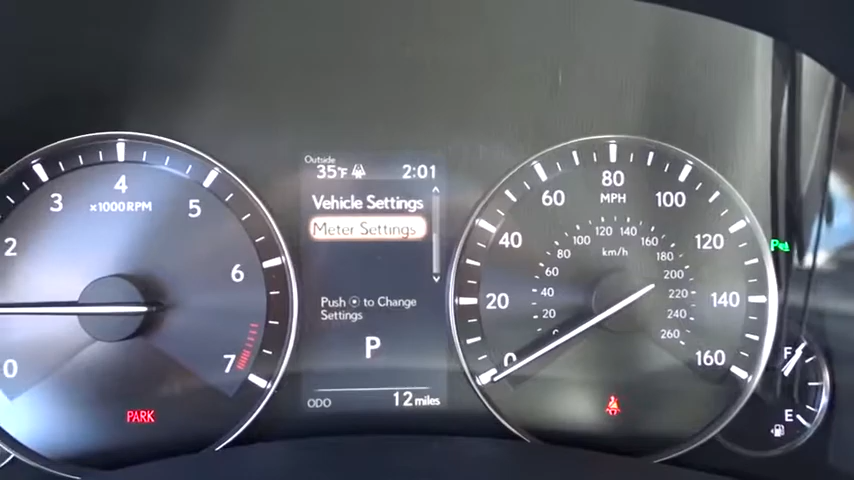 Outside
35°F 2:01
Vehicle Settings
Meter Settings
Push to Change
Settings
P
ODO 12 miles
0
2
3
4
5
6
7
×1000RPM
PARK
0
20
40
60
80
100
120
140
160
MPH
0
20
40
60
80
100
120
140
160
180
200
220
240
260
km/h
P
F
E